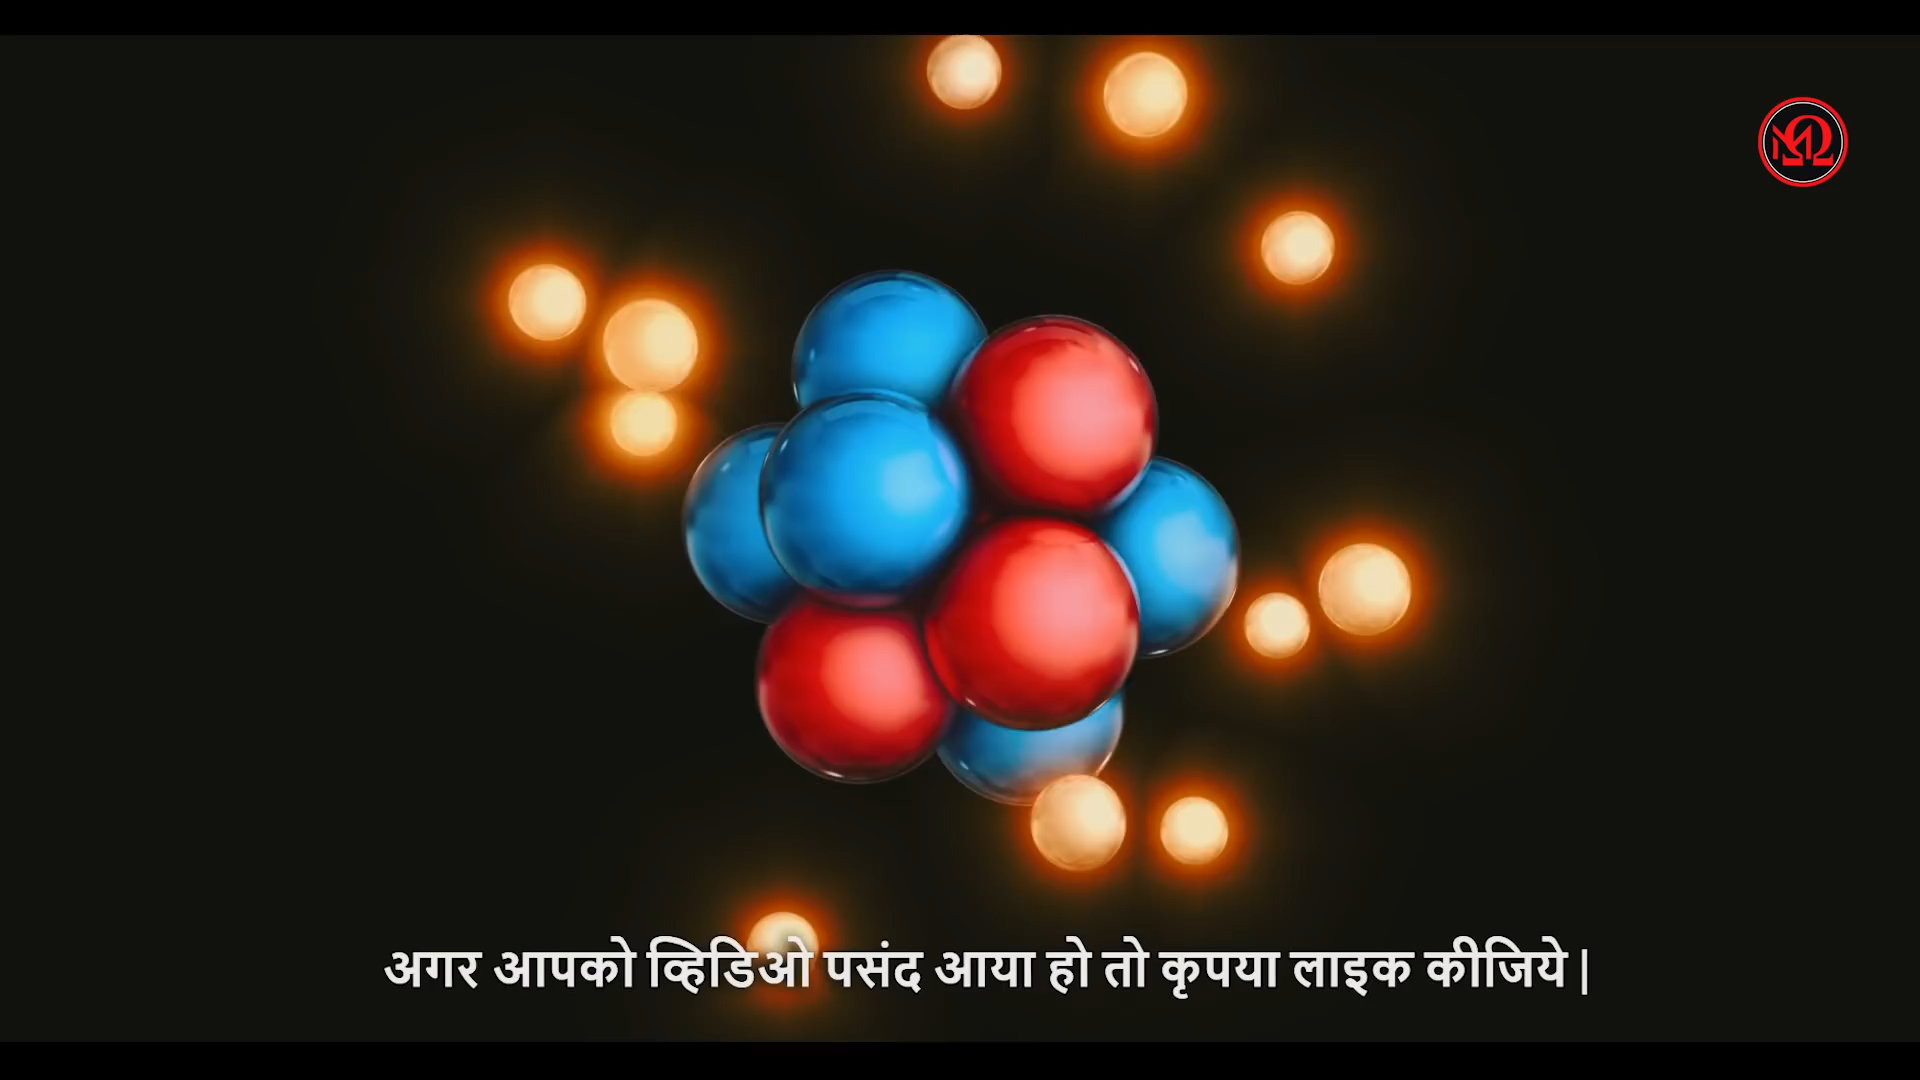 अगर आपको व्हिडिओ पसंद आया हो तो कृपया लाइक कीजिये |